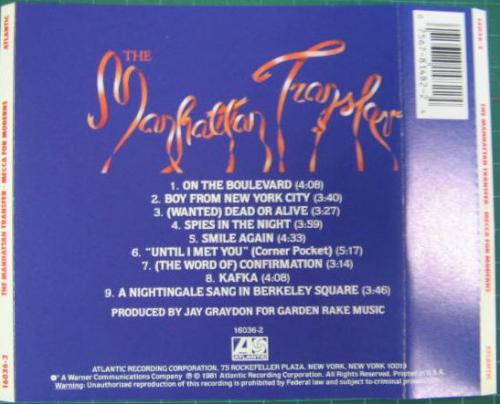 THE
Manhattan Transfer
1. ON THE BOULEVARD (4:08)
2. BOY FROM NEW YORK CITY (3:40)
3. (WANTED) DEAD OR ALIVE (3:27)
4. SPIES IN THE NIGHT (3:59)
5. SMILE AGAIN (4:33)
6. "UNTIL I MET YOU" (Corner Pocket) (5:17)
7. (THE WORD OF) CONFIRMATION (3:14)
8. KAFKA (4:08)
9. A NIGHTINGALE SANG IN BERKELEY SQUARE (3:46)
PRODUCED BY JAY GRAYDON FOR GARDEN RAKE MUSIC
16036-2
ATLANTIC
ATLANTIC RECORDING CORPORATION, 75 ROCKEFELLER PLAZA, NEW YORK, NEW YORK 10019
A Warner Communications Company ℗ © 1981 Atlantic Recording Corporation. All Rights Reserved. Printed in U.S.A.
Warning: Unauthorized reproduction of this recording is prohibited by Federal law and subject to criminal
16036-2 THE MANHATTAN TRANSFER · MECCA FOR MODERNS ATLANTIC
16036-2 THE MANHATTAN TRANSFER · MECCA FOR MODERNS ATLANTIC